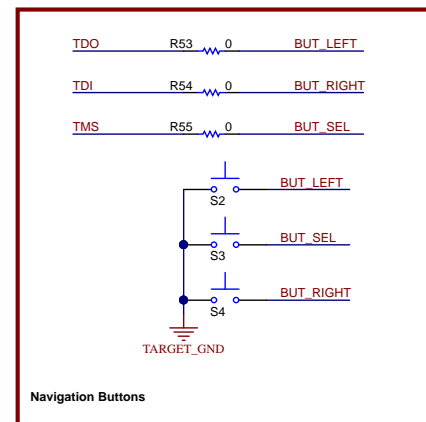 TDO R53 0 BUT_LEFT
TDI R54 0 BUT_RIGHT
TMS R55 0 BUT_SEL
BUT_LEFT
S2
BUT_SEL
S3
BUT_RIGHT
S4
TARGET_GND
Navigation Buttons